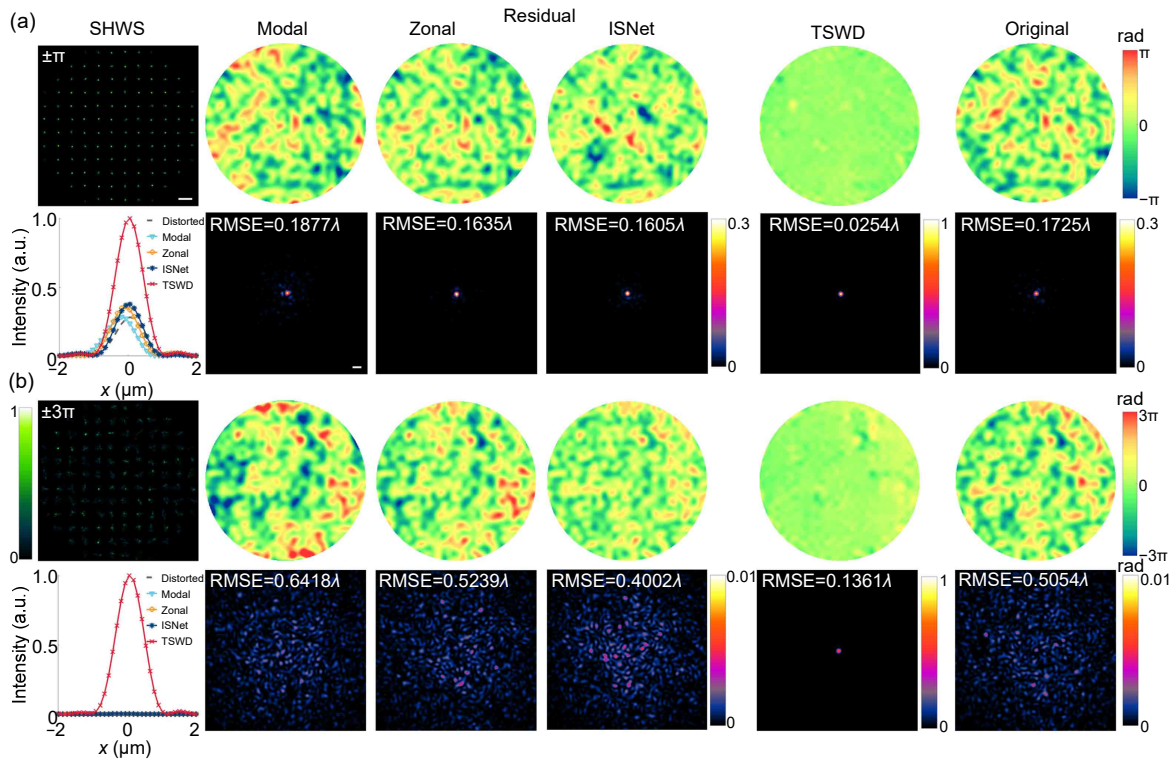 (a)
Residual
SHWS
Modal
Zonal
ISNet
TSWD
Original
rad
±π
π
0
−π
1.0
0.5
0
Intensity (a.u.)
Distorted
Modal
Zonal
ISNet
TSWD
−2
0
2
x (μm)
RMSE=0.1877λ
RMSE=0.1635λ
RMSE=0.1605λ
0.3
0
RMSE=0.0254λ
1
0
RMSE=0.1725λ
0.3
0
(b)
1
0
±3π
rad
3π
0
−3π
1.0
0.5
0
Intensity (a.u.)
Distorted
Modal
Zonal
ISNet
TSWD
−2
0
2
x (μm)
RMSE=0.6418λ
RMSE=0.5239λ
RMSE=0.4002λ
0.01
0
RMSE=0.1361λ
1
0
RMSE=0.5054λ
rad
0.01
0